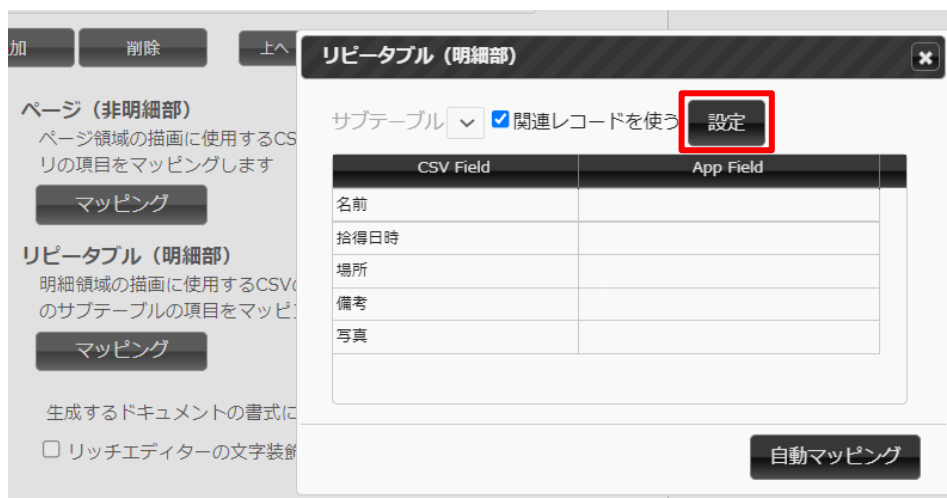 加
削除
上へ
ページ（非明細部）
ページ領域の描画に使用するCS
リの項目をマッピングします
マッピング
リピータブル（明細部）
明細領域の描画に使用するCSV
のサブテーブルの項目をマッピ
マッピング
生成するドキュメントの書式に
リッチエディターの文字装飾
リピータブル（明細部）
サブテーブル
関連レコードを使う
設定
CSV Field
App Field
名前
拾得日時
場所
備考
写真
自動マッピング